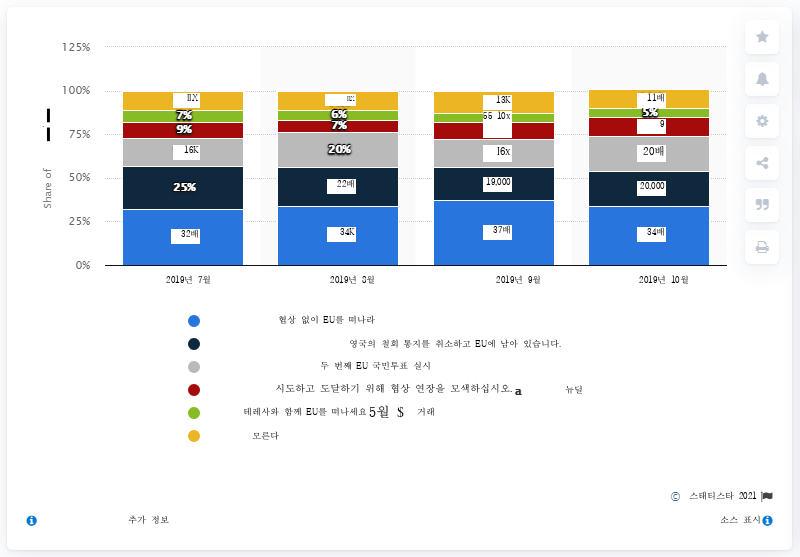 125%
100%
75%
50%
25%
0%
Share of
11X 13K 11배
7% 6% 66 10x 5%
9% 7% 9
16K 20% 16x 20배
25% 22배 19,000 20,000
32배 34K 37배 34배
2019년 7월 2019년 8월 2019년 9월 2019년 10월
협상 없이 EU를 떠나라
영국의 철회 통지를 취소하고 EU에 남아 있습니다.
두 번째 EU 국민투표 실시
시도하고 도달하기 위해 협상 연장을 모색하십시오. a 뉴딜
테레사와 함께 EU를 떠나세요 5월 $ 거래
모른다
© 스태티스타 2021
추가 정보 소스 표시